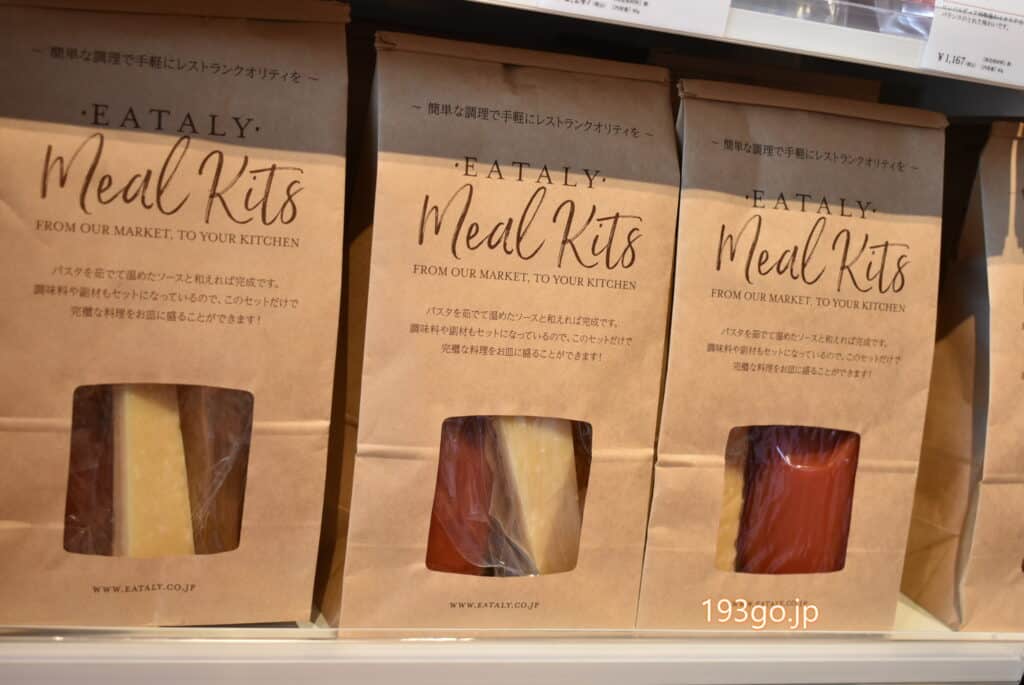 ～ 簡単な調理で手軽にレストランクオリティを ～
·EATALY·
Meal Kits
FROM OUR MARKET, TO YOUR KITCHEN
パスタを茹でて温めたソースと和えれば完成です。
調味料や副材もセットになっているので、このセットだけで
完璧な料理をお皿に盛ることができます!
WWW.EATALY.CO.JP
～ 簡単な調理で手軽にレストランクオリティを ～
·EATALY·
Meal Kits
FROM OUR MARKET, TO YOUR KITCHEN
パスタを茹でて温めたソースと和えれば完成です。
調味料や副材もセットになっているので、このセットだけで
完璧な料理をお皿に盛ることができます!
WWW.EATALY.CO.JP
～ 簡単な調理で手軽にレストランクオリティを ～
·EATALY·
Meal Kits
FROM OUR MARKET, TO YOUR KITCHEN
パスタを茹でて温めたソースと和えれば完成です。
調味料や副材もセットになっているので、このセットだけで
完璧な料理をお皿に盛ることができます!
193go.jp
バランスのとれた味わいです。
¥1,167